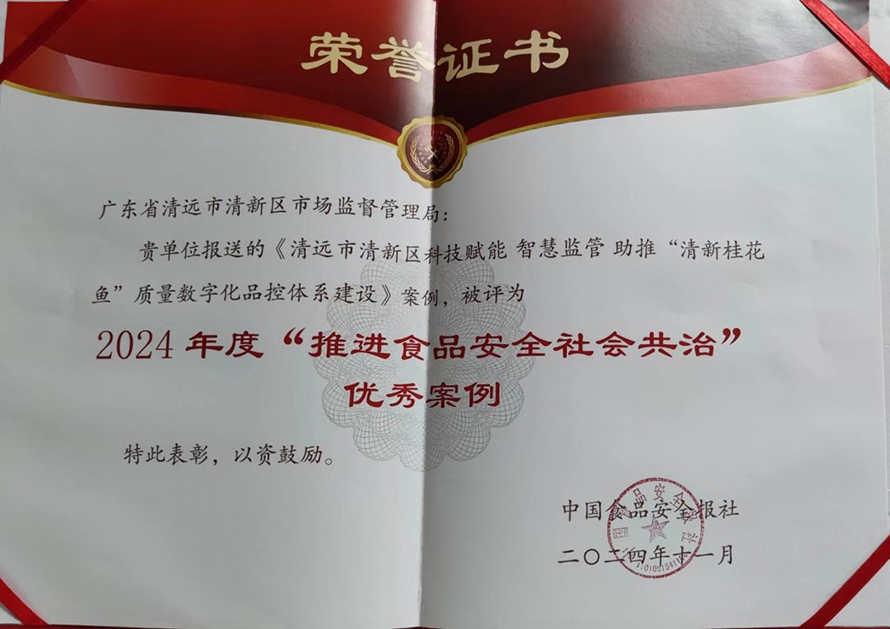 荣誉证书
广东省清远市清新区市场监督管理局：
贵单位报送的《清远市清新区科技赋能 智慧监管 助推“清新桂花
鱼”质量数字化品控体系建设》案例，被评为
2024 年度“推进食品安全社会共治”
优秀案例
特此表彰，以资鼓励。
中国食品安全报社
二〇二四年十一月